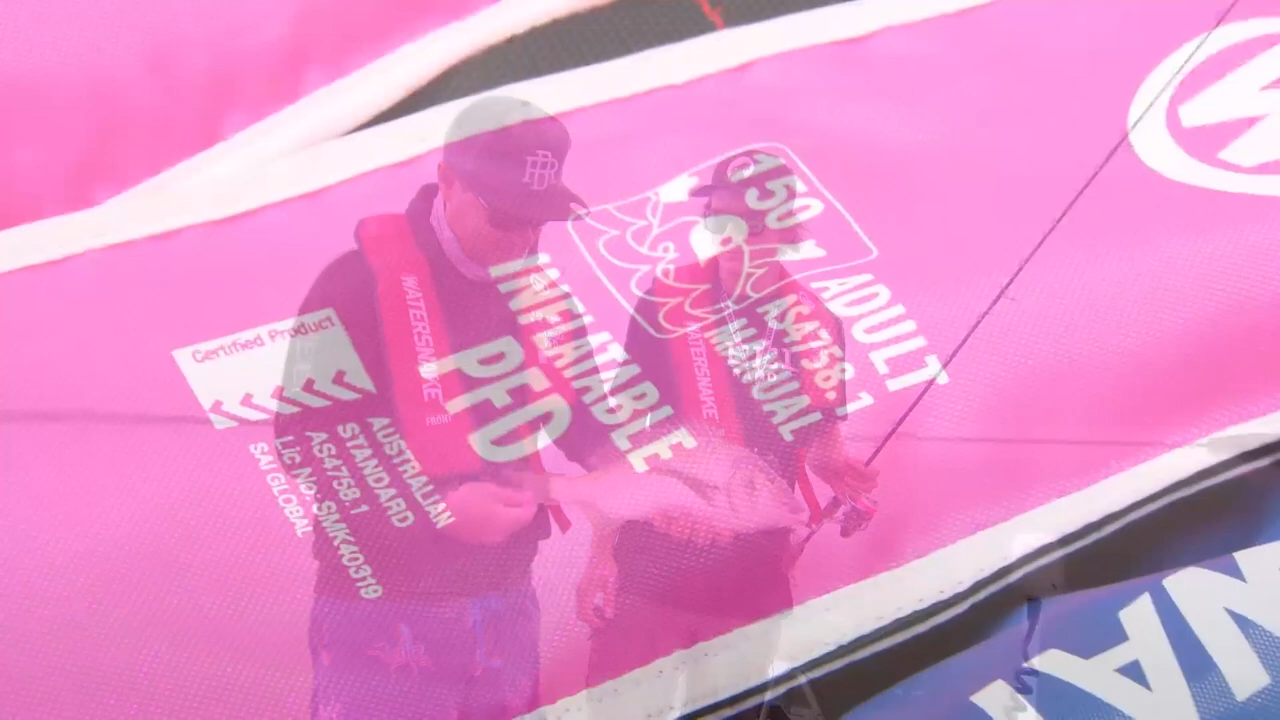 150
ADULT
AS4758.1
MANUAL
INFLATABLE
PFD
Certified Product
AUSTRALIAN
STANDARD
AS4758.1
Lic No. SMK40319
SAI GLOBAL
WATERSNAKE
FRONT
WATERSNAKE
WA